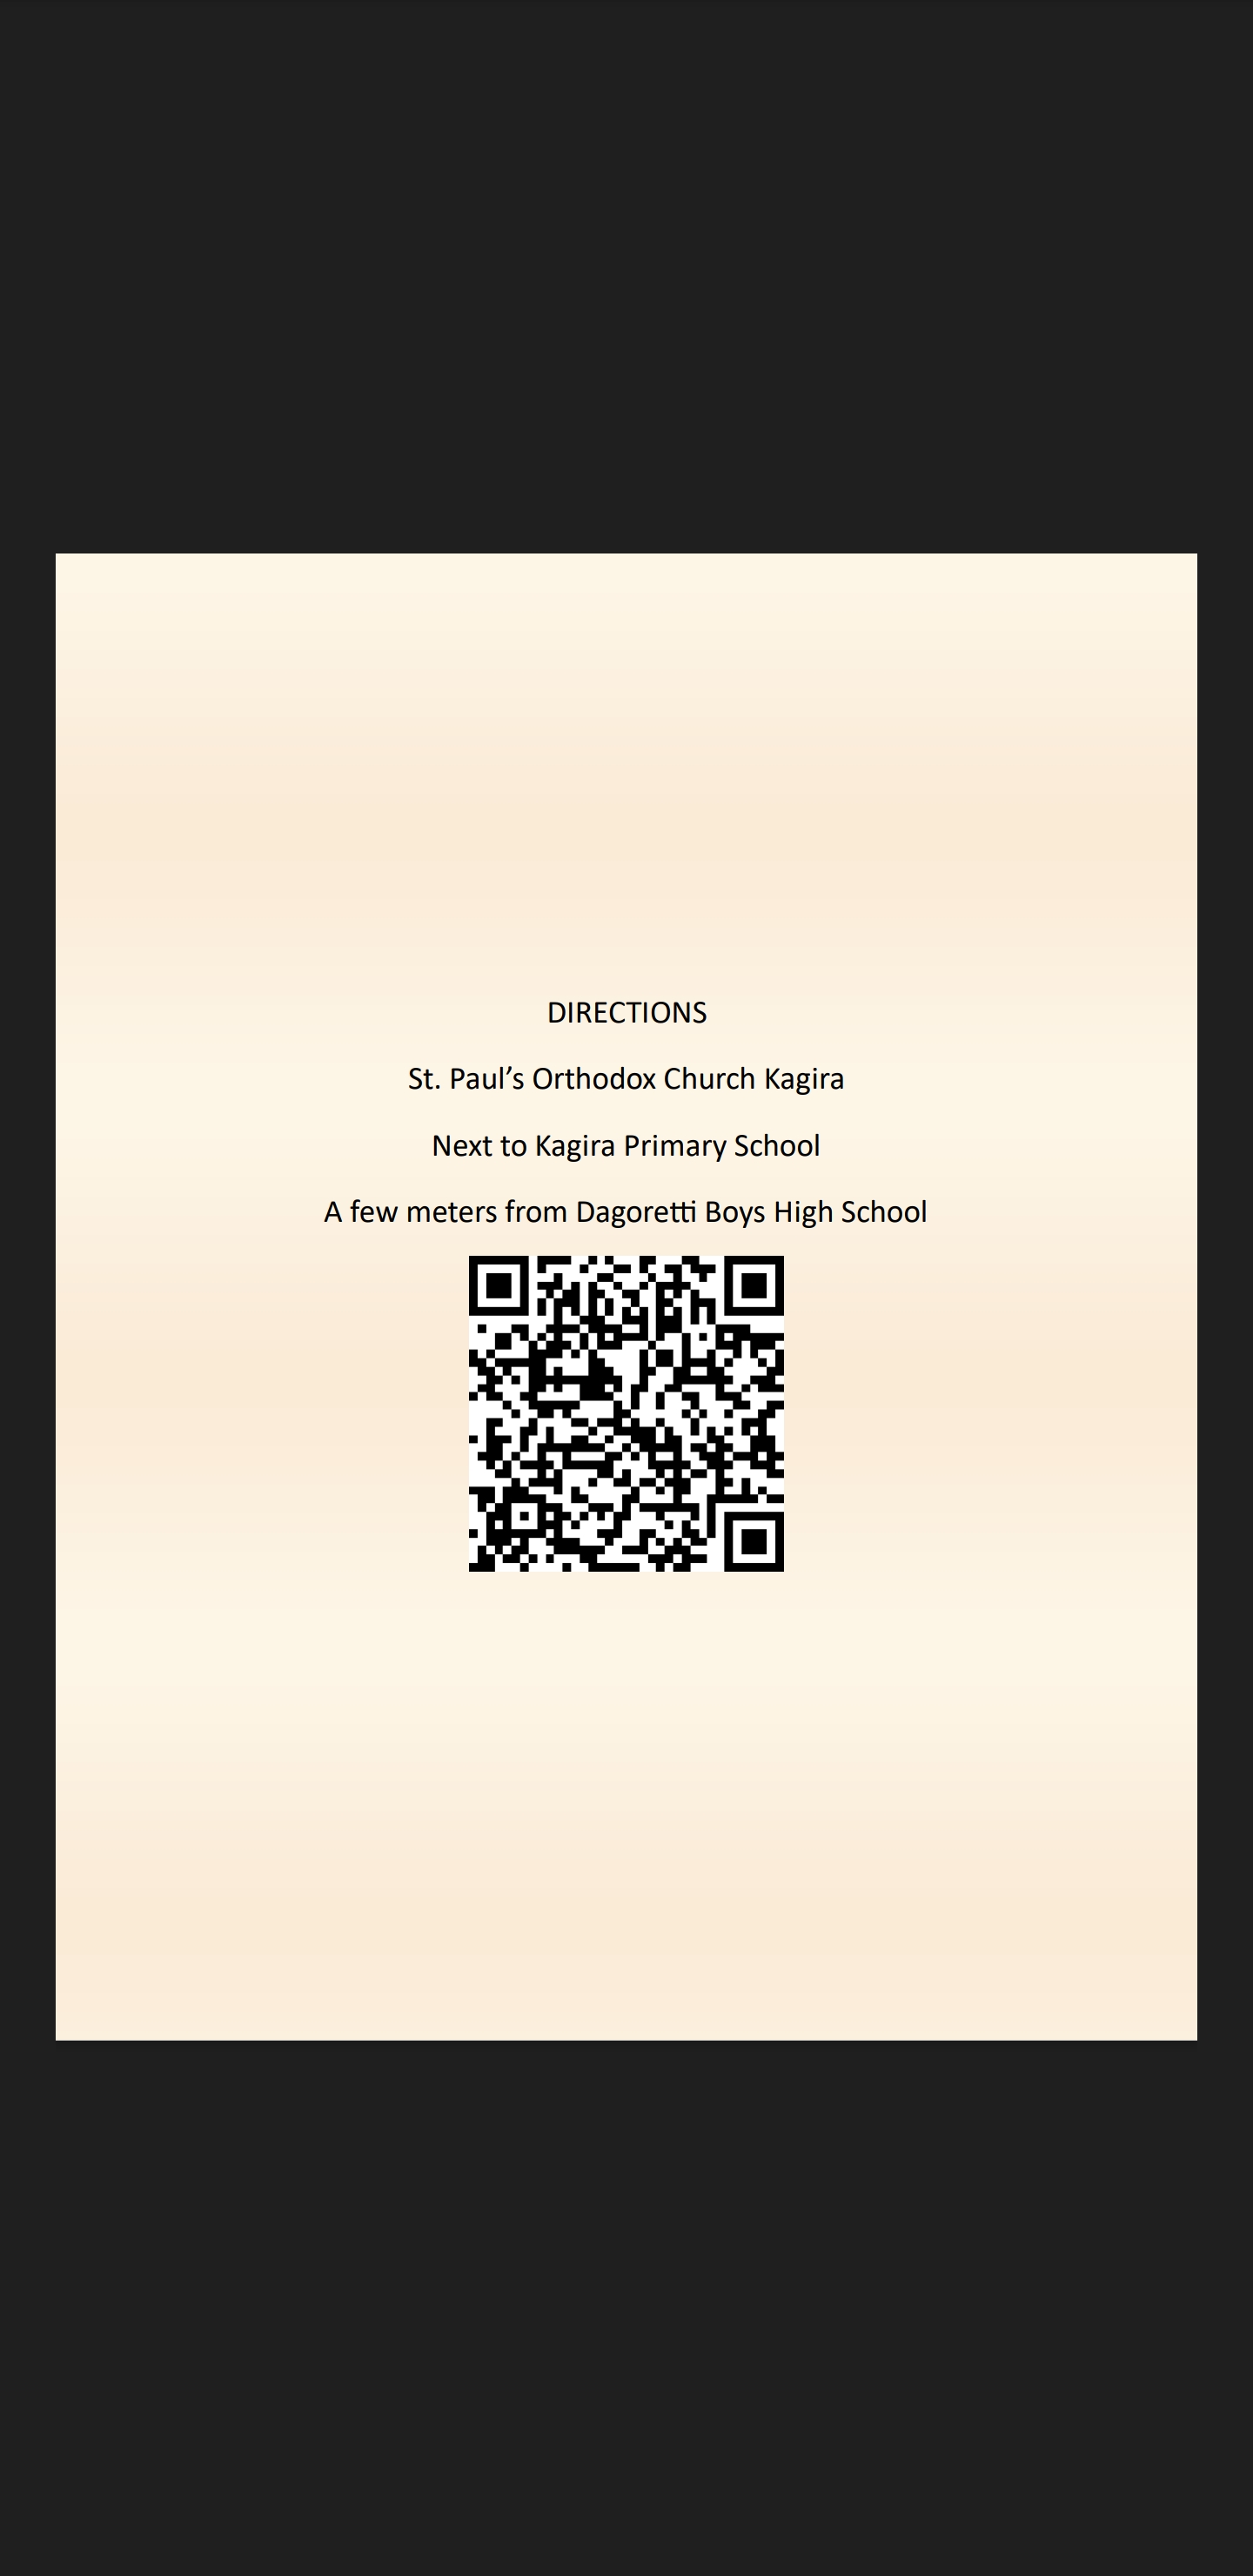 DIRECTIONS
St. Paul’s Orthodox Church Kagira
Next to Kagira Primary School
A few meters from Dagoretti Boys High School